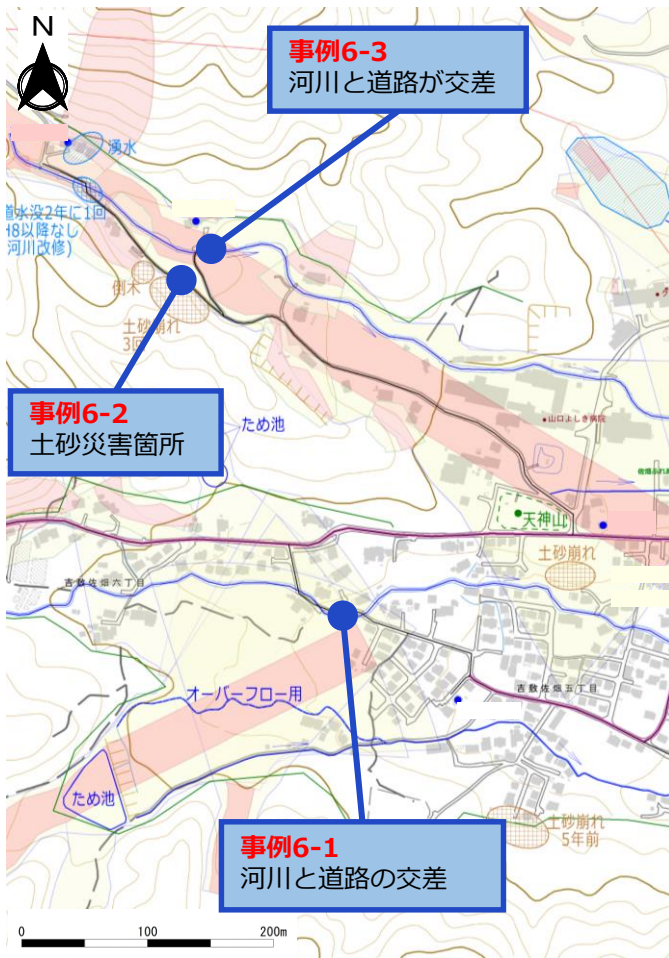 N
事例6-3
河川と道路が交差
湧水
道水没2年に1回
H8以降なし
河川改修)
倒木
土砂崩れ
3回
事例6-2
土砂災害箇所
ため池
山口よしき病院
天神山
土砂崩れ
吉敷佐畑六丁目
オーバーフロー用
吉敷佐畑五丁目
ため池
事例6-1
河川と道路の交差
土砂崩れ
5年前
0
100
200m